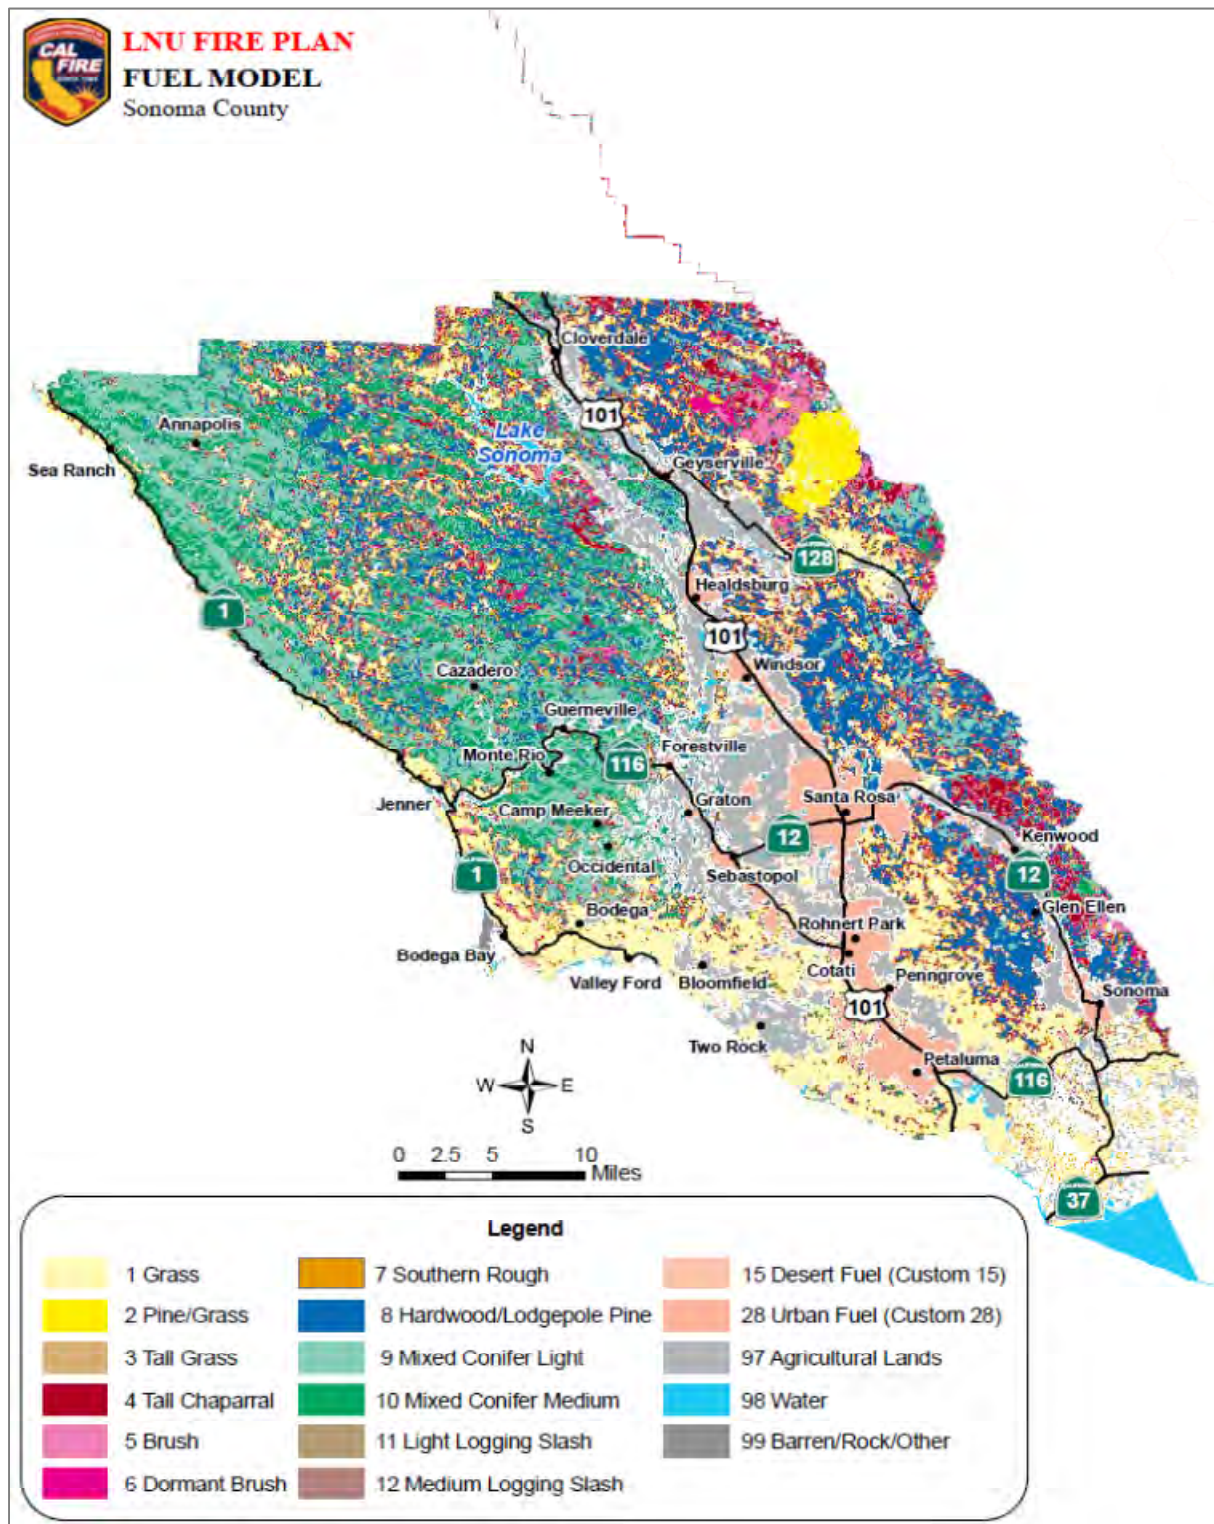 CAL
FIRE
LNU FIRE PLAN
FUEL MODEL
Sonoma County
Cloverdale
101
Lake
Sonoma
Annapolis
Geyserville
Sea Ranch
128
Healdsburg
1
101
Windsor
Cazadero
Guerneville
Forestville
Monte Rio
116
Jenner
Graton
Santa Rosa
Camp Meeker
12
Kenwood
Occidental
Sebastopol
1
12
Glen Ellen
Bodega
Rohnert Park
Bodega Bay
Cotati
Penngrove
Valley Ford
Bloomfield
101
Sonoma
Two Rock
Petaluma
116
N
W E
S
0 2.5 5 10
Miles
37
Legend
1 Grass
2 Pine/Grass
3 Tall Grass
4 Tall Chaparral
5 Brush
6 Dormant Brush
7 Southern Rough
8 Hardwood/Lodgepole Pine
9 Mixed Conifer Light
10 Mixed Conifer Medium
11 Light Logging Slash
12 Medium Logging Slash
15 Desert Fuel (Custom 15)
28 Urban Fuel (Custom 28)
97 Agricultural Lands
98 Water
99 Barren/Rock/Other